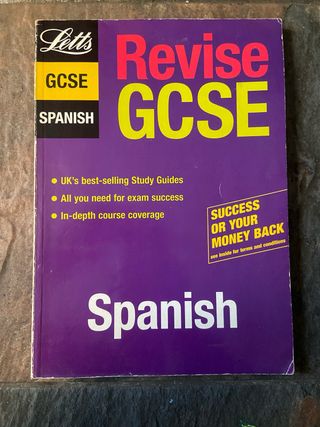 Letts
GCSE
SPANISH
Revise
GCSE
• UK's best-selling Study Guides
• All you need for exam success
• In-depth course coverage
SUCCESS
OR YOUR
MONEY BACK
see inside for terms and conditions
Spanish